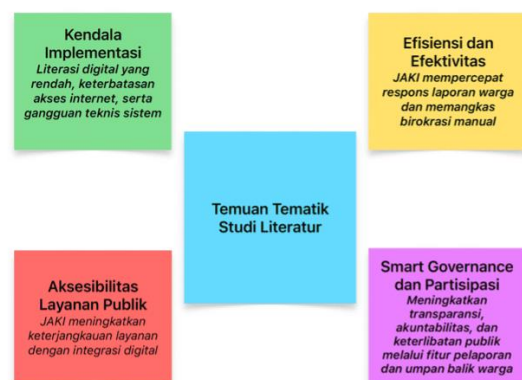 Kendala
Implementasi
Literasi digital yang
rendah, keterbatasan
akses internet, serta
gangguan teknis sistem
Efisiensi dan
Efektivitas
JAKI mempercepat
respons laporan warga
dan memangkas
birokrasi manual
Temuan Tematik
Studi Literatur
Aksesibilitas
Layanan Publik
JAKI meningkatkan
keterjangkauan layanan
dengan integrasi digital
Smart Governance
dan Partisipasi
Meningkatkan
transparansi,
akuntabilitas, dan
keterlibatan publik
melalui fitur pelaporan
dan umpan balik warga